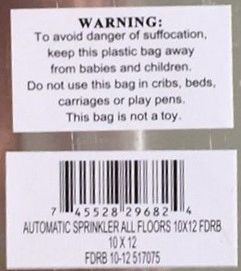 WARNING:
To avoid danger of suffocation,
keep this plastic bag away
from babies and children.
Do not use this bag in cribs, beds,
carriages or play pens.
This bag is not a toy.
7 45528 29682 4
AUTOMATIC SPRINKLER ALL FLOORS 10X12 FDRB
10 X 12
FDRB 10-12 517075